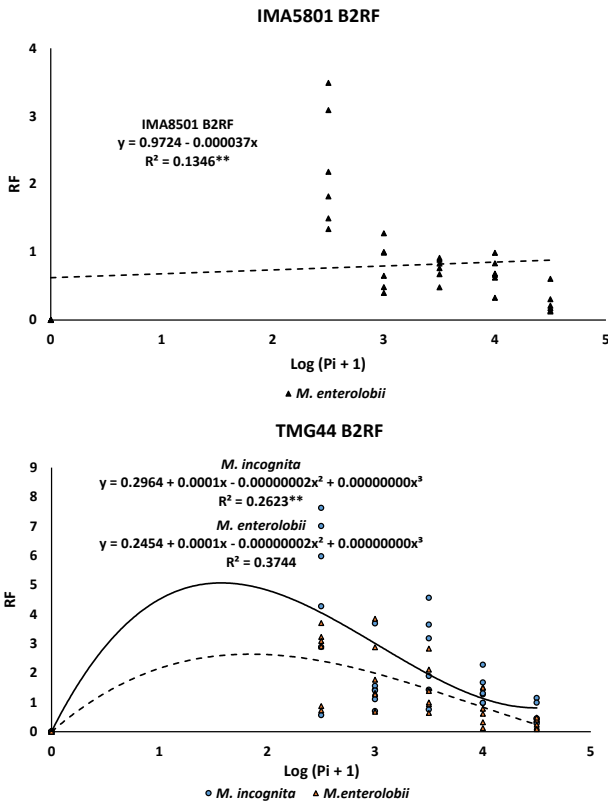 IMA5801 B2RF
4
3
2
1
0
RF
IMA8501 B2RF
y = 0.9724 - 0.000037x
R² = 0.1346**
0 1 2 3 4 5
Log (Pi + 1)
M. enterolobii
TMG44 B2RF
9
8
7
6
5
4
3
2
1
0
RF
M. incognita
y = 0.2964 + 0.0001x - 0.00000002x² + 0.00000000x³
R² = 0.2623**
M. enterolobii
y = 0.2454 + 0.0001x - 0.00000002x² + 0.00000000x³
R² = 0.3744
0 1 2 3 4 5
Log (Pi + 1)
M. incognita M.enterolobii